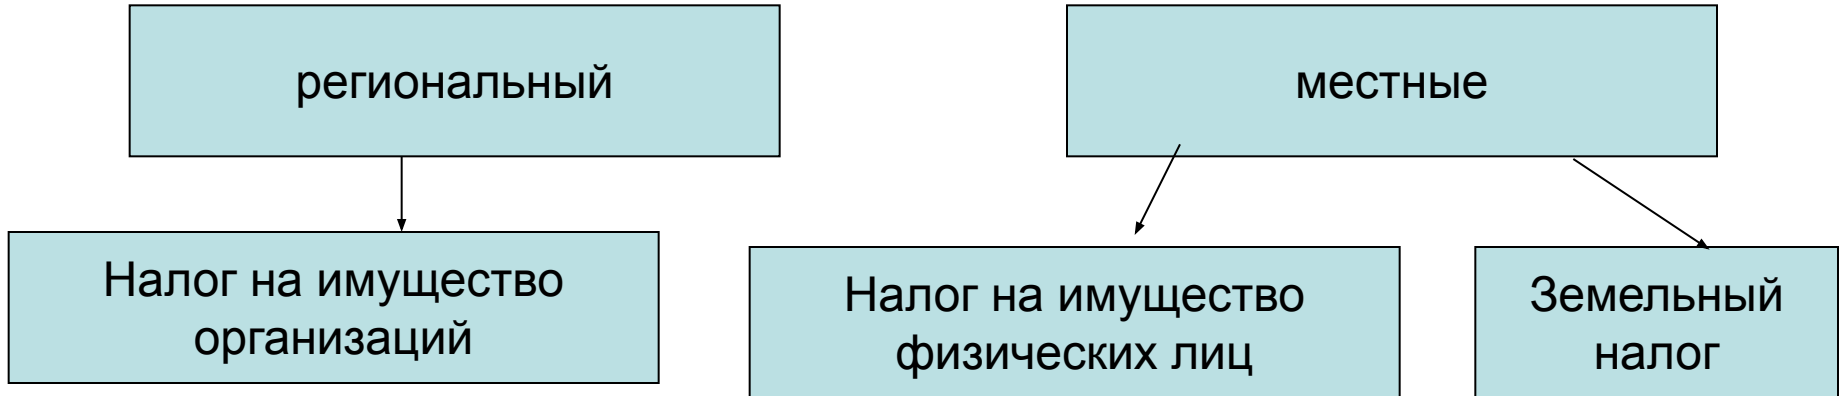 региональный
местные
Налог на имущество
организаций
Налог на имущество
физических лиц
Земельный
налог